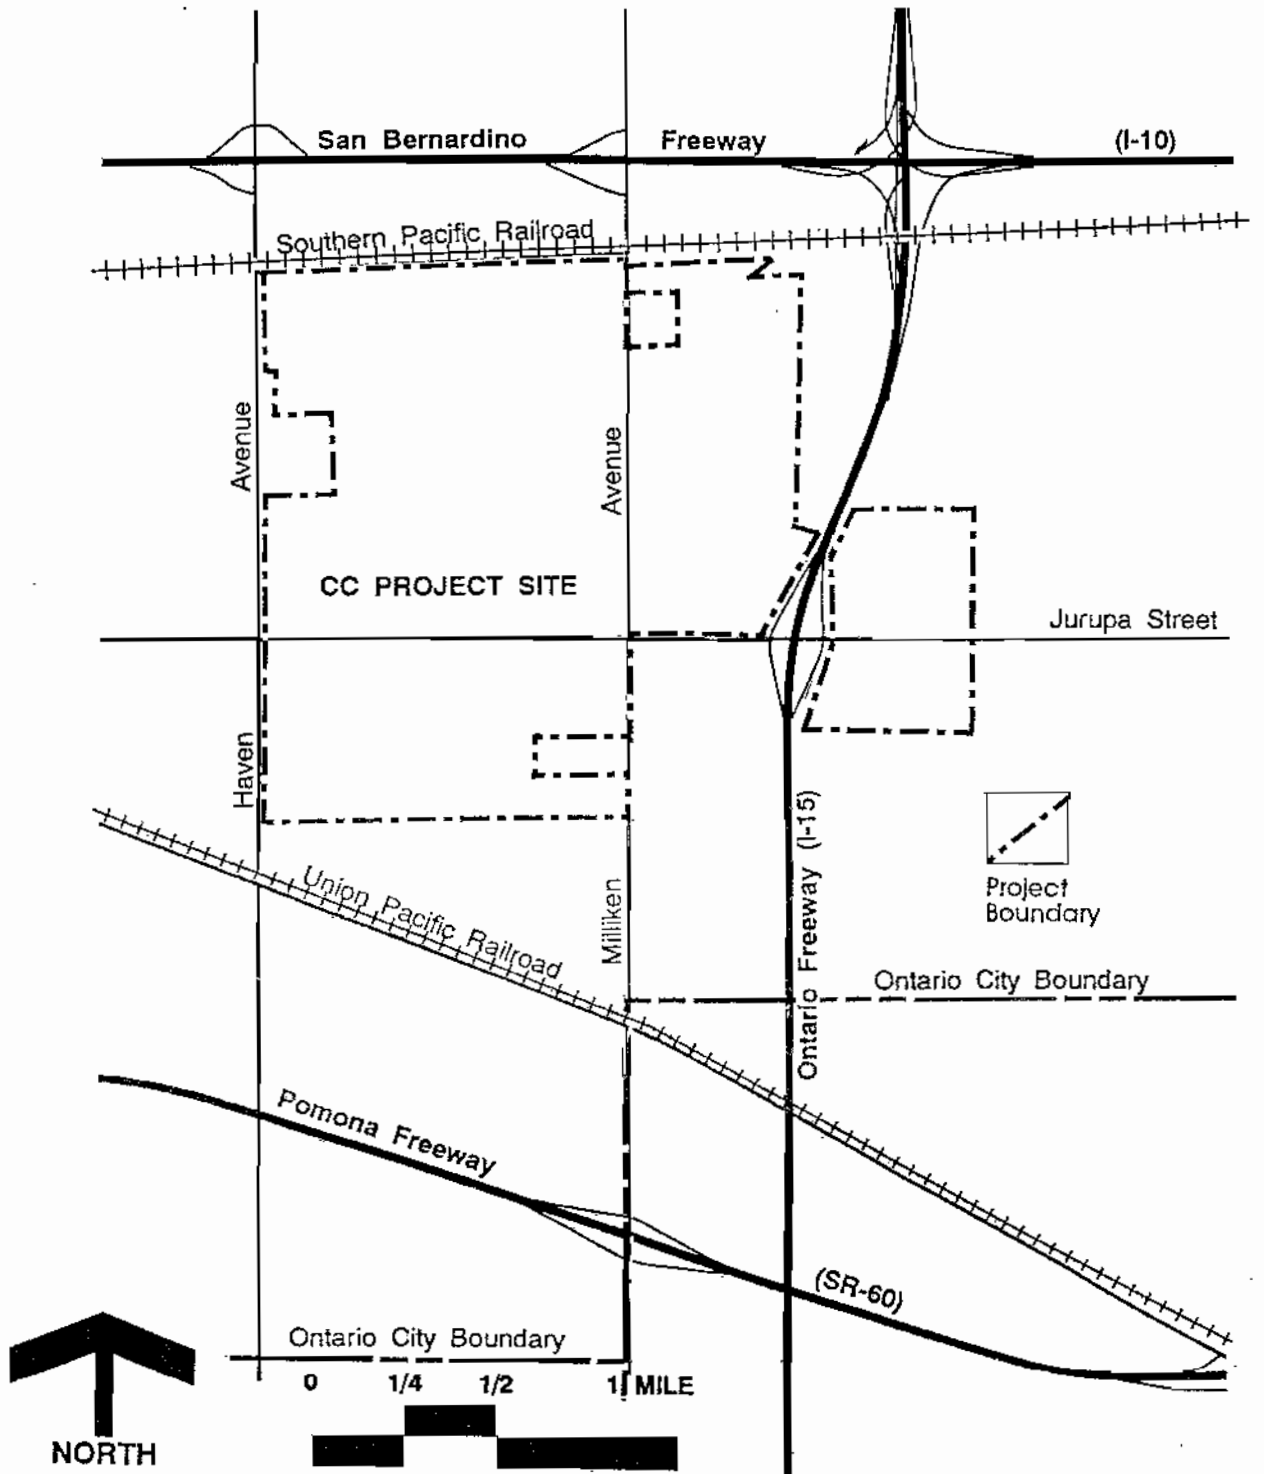 San Bernardino Freeway (I-10)
Southern Pacific Railroad
Avenue
Avenue
CC PROJECT SITE
Jurupa Street
Haven
Ontario Freeway (I-15)
Project
Boundary
Union Pacific Railroad
Milliken
Ontario City Boundary
Pomona Freeway
(SR-60)
Ontario City Boundary
0 1/4 1/2 1 MILE
NORTH